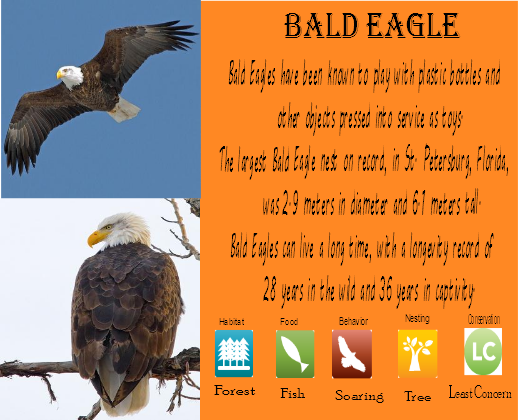 BALD EAGLE
Bald Eagles have been known to play with plastic bottles and
other objects pressed into service as toys.
The largest Bald Eagle nest on record, in St. Petersburg, Florida,
was 2.9 meters in diameter and 6.1 meters tall.
Bald Eagles can live a long time, with a longevity record of
28 years in the wild and 36 years in captivity.
Habitat Food Behavior Nesting Conservation
LC
Forest Fish Soaring Tree Least Concern